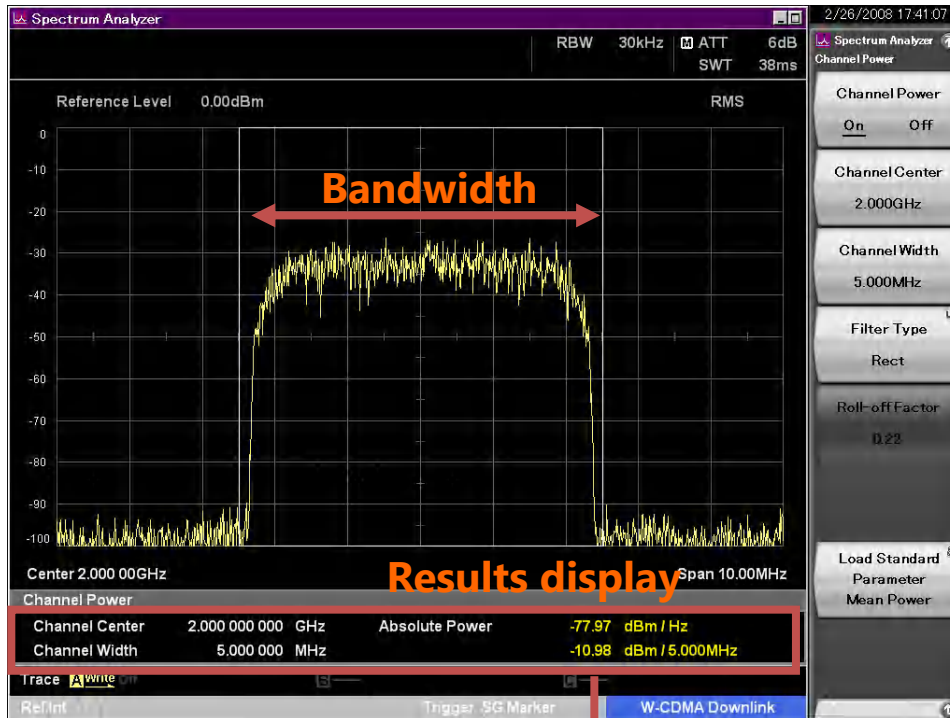 Spectrum Analyzer
2/26/2008 17:41:07
RBW 30kHz M ATT 6dB
SWT 38ms
Spectrum Analyzer
Channel Power
Reference Level 0.00dBm
RMS
Channel Power
On Off
0
-10
-20
-30
-40
-50
-60
-70
-80
-90
-100
Bandwidth
Channel Center
2.000GHz
Channel Width
5.000MHz
Filter Type
Rect
Roll-off Factor
0.22
Center 2.000 00GHz
Results display
Span 10.00MHz
Load Standard
Parameter
Mean Power
Channel Power
Channel Center 2.000 000 000 GHz Absolute Power -77.97 dBm / Hz
Channel Width 5.000 000 MHz -10.98 dBm / 5.000MHz
Trace A Write Off B --- C ---
Ref.Int Trigger SG Marker W-CDMA Downlink